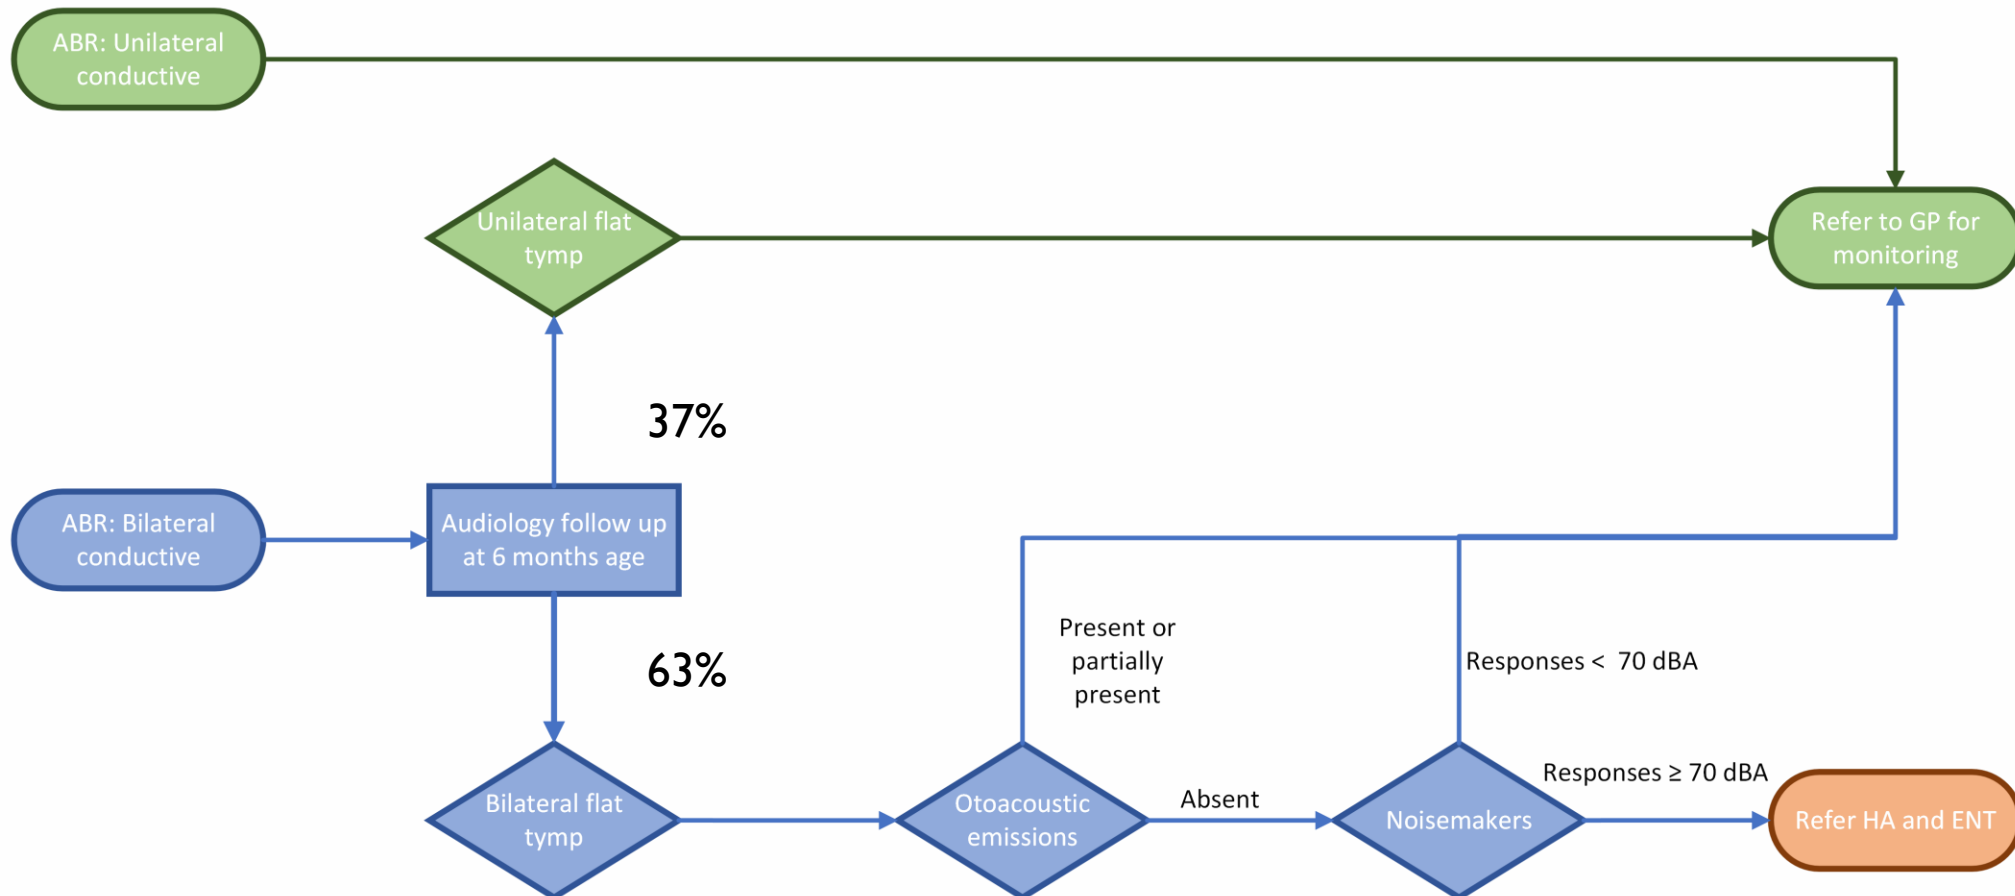 ABR: Unilateral
conductive
Unilateral flat
tymp
Refer to GP for
monitoring
37%
ABR: Bilateral
conductive
Audiology follow up
at 6 months age
63%
Present or
partially
present
Responses <  70 dBA
Responses ≥ 70 dBA
Bilateral flat
tymp
Otoacoustic
emissions
Absent
Noisemakers
Refer HA and ENT